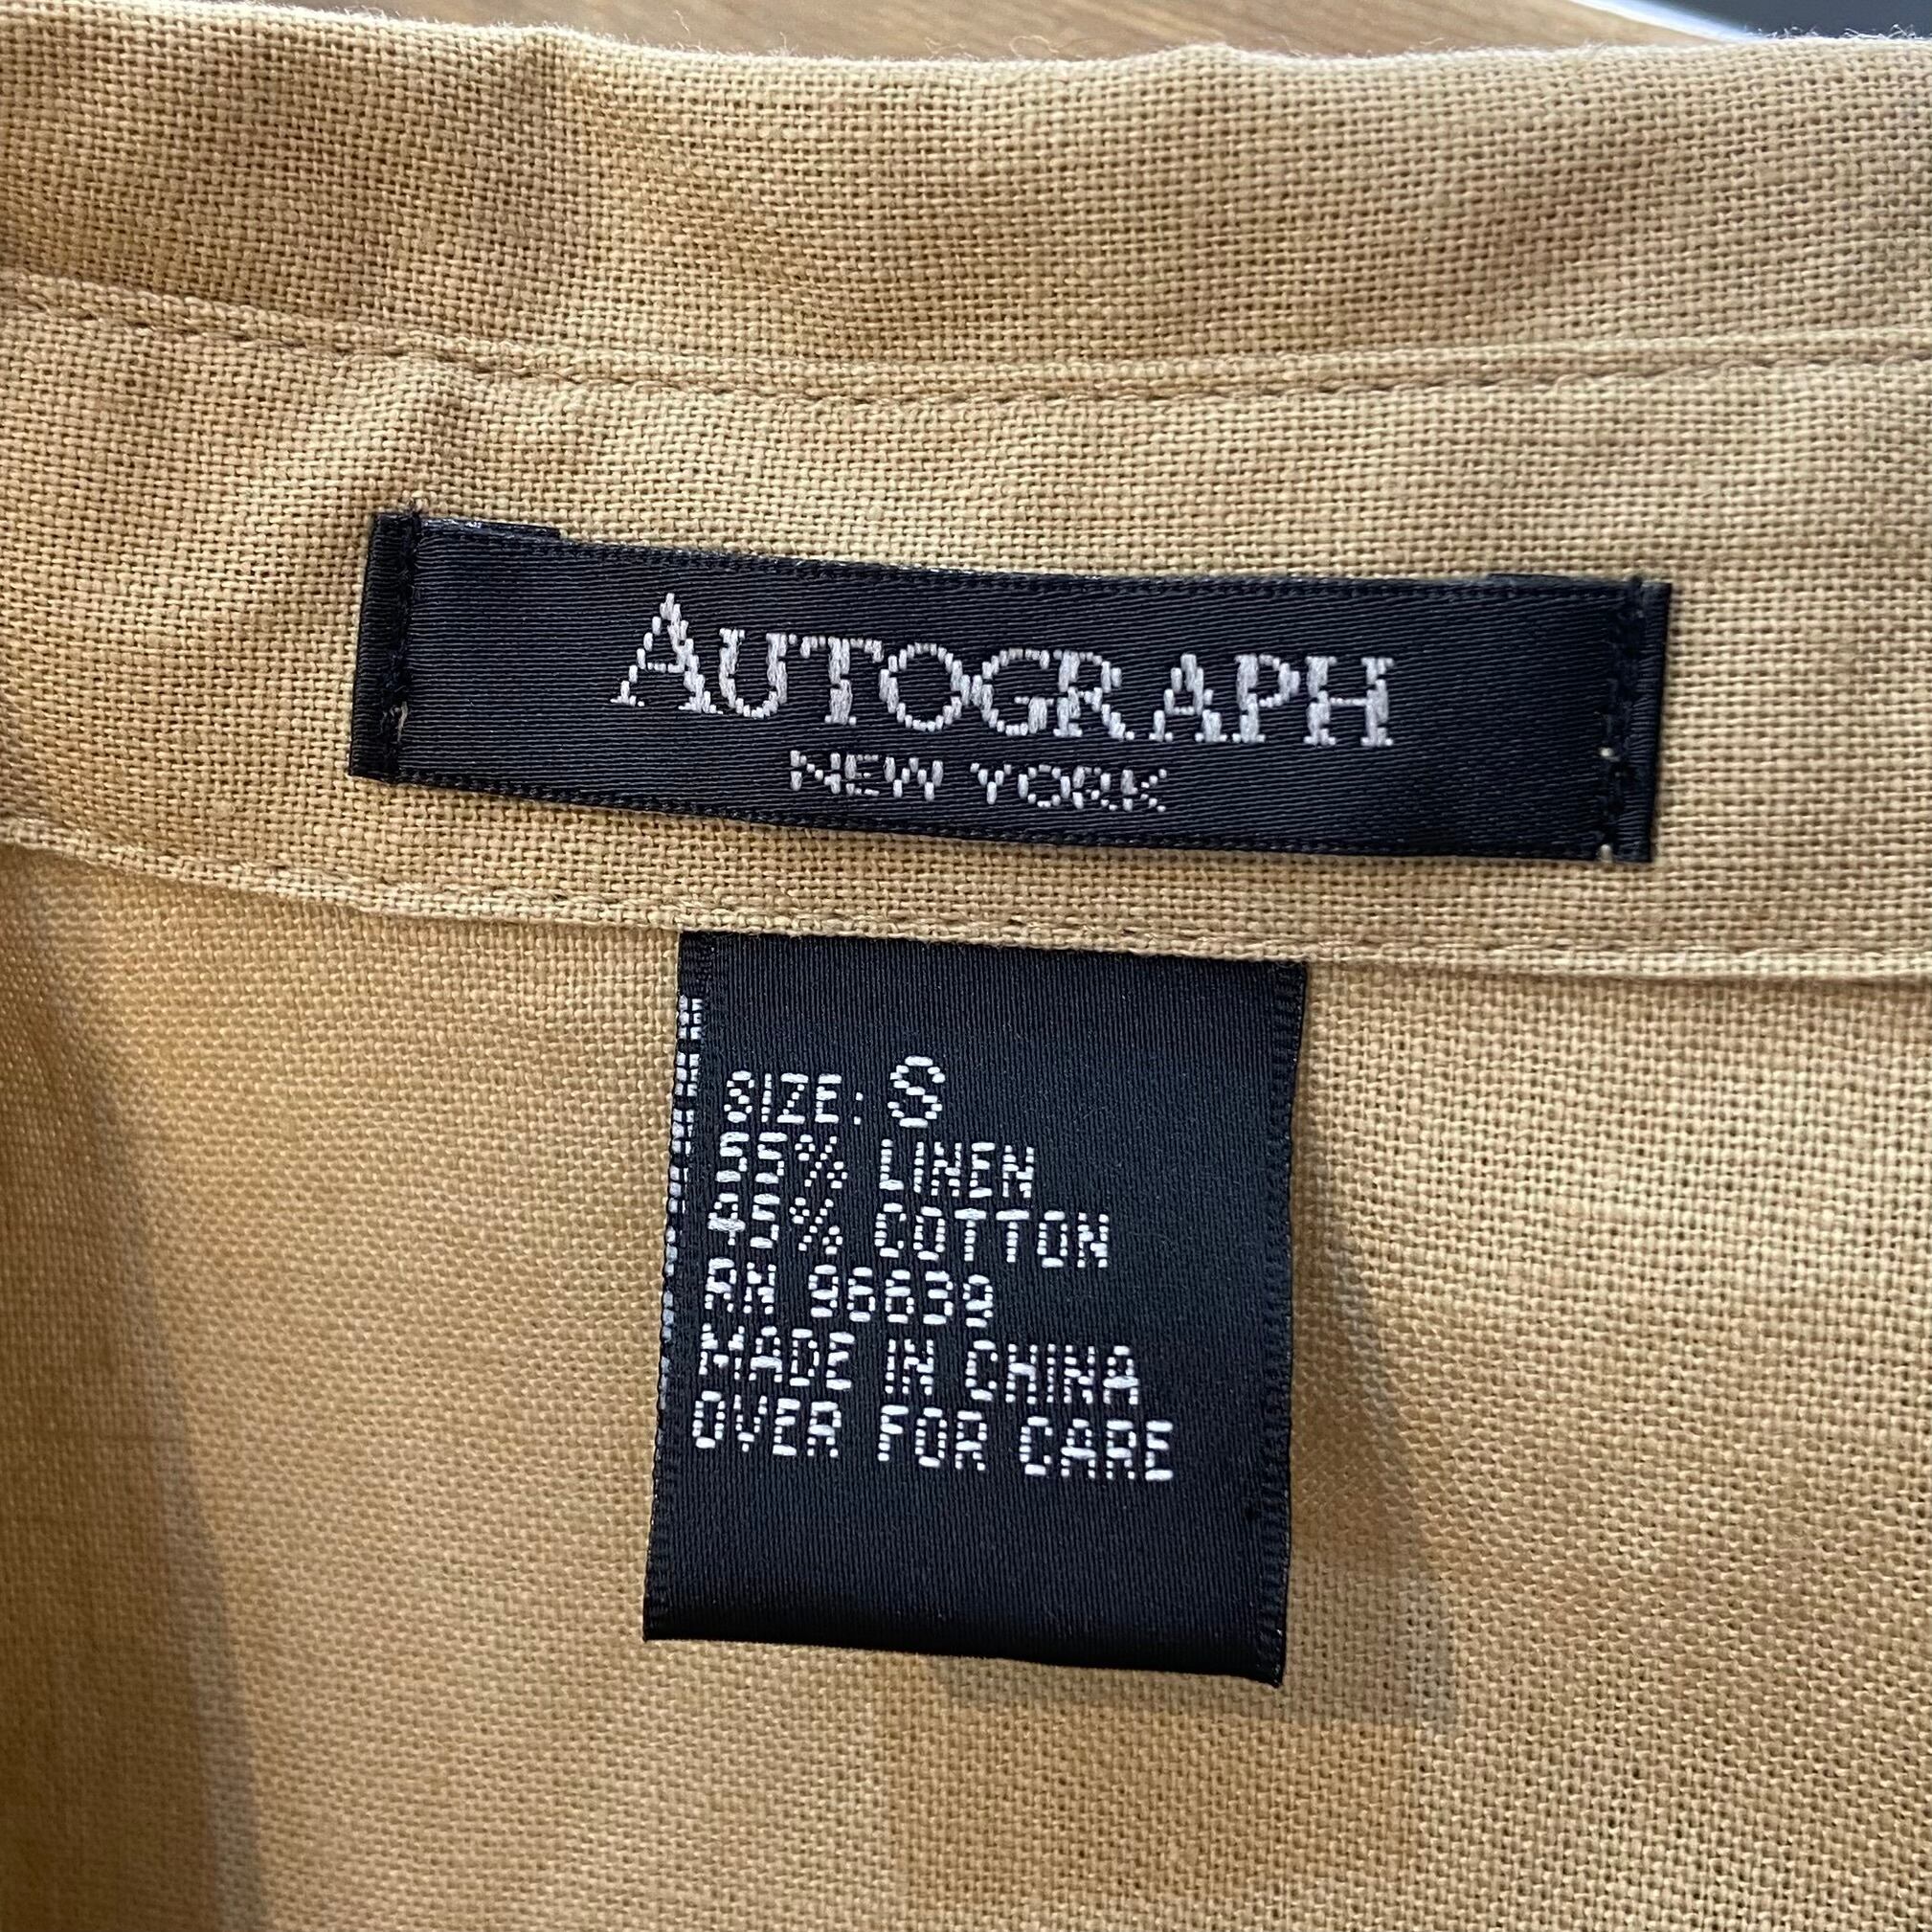 AUTOGRAPH
NEW YORK
SIZE: S
55% LINEN
45% COTTON
RN 96639
MADE IN CHINA
OVER FOR CARE